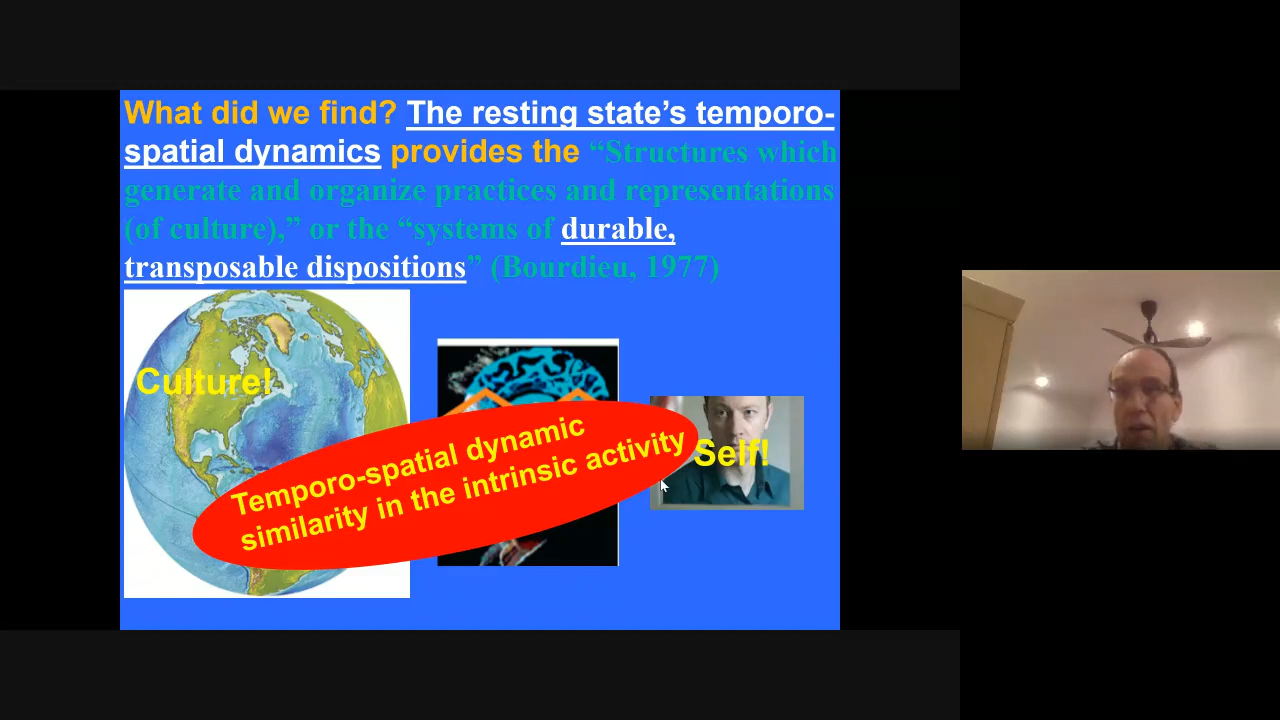 What did we find? The resting state’s temporo-
spatial dynamics provides the “Structures which
generate and organize practices and representations
(of culture),” or the “systems of durable,
transposable dispositions” (Bourdieu, 1977)
Culture!
Temporo-spatial dynamic
similarity in the intrinsic activity
Self!